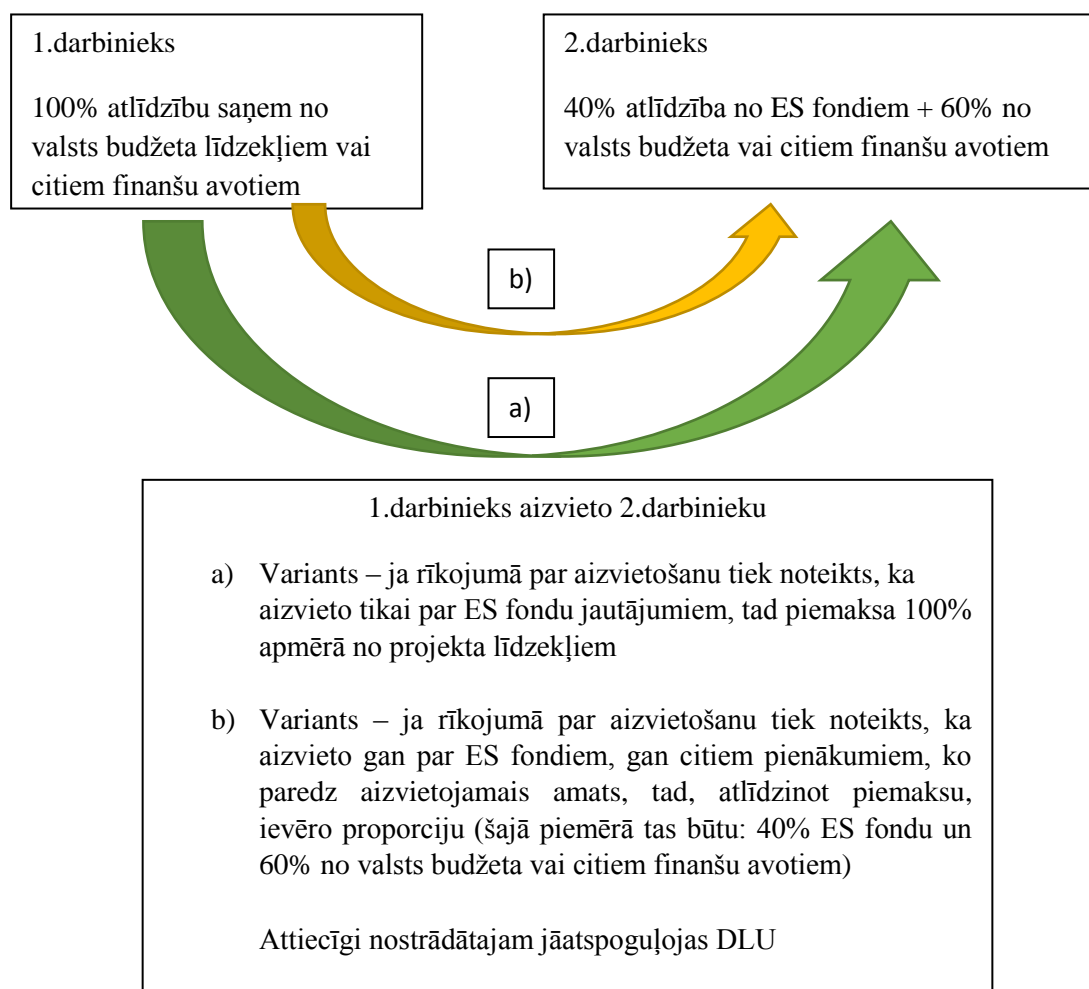 1.darbinieks
100% atlīdzību saņem no
valsts budžeta līdzekļiem vai
citiem finanšu avotiem
2.darbinieks
40% atlīdzība no ES fondiem + 60% no
valsts budžeta vai citiem finanšu avotiem
b)
a)
1.darbinieks aizvieto 2.darbinieku
a) Variants – ja rīkojumā par aizvietošanu tiek noteikts, ka
aizvieto tikai par ES fondu jautājumiem, tad piemaksa 100%
apmērā no projekta līdzekļiem
b) Variants – ja rīkojumā par aizvietošanu tiek noteikts, ka
aizvieto gan par ES fondiem, gan citiem pienākumiem, ko
paredz aizvietojamais amats, tad, atlīdzinot piemaksu,
ievēro proporciju (šajā piemērā tas būtu: 40% ES fondu un
60% no valsts budžeta vai citiem finanšu avotiem)
Attiecīgi nostrādātajam jāatspoguļojas DLU